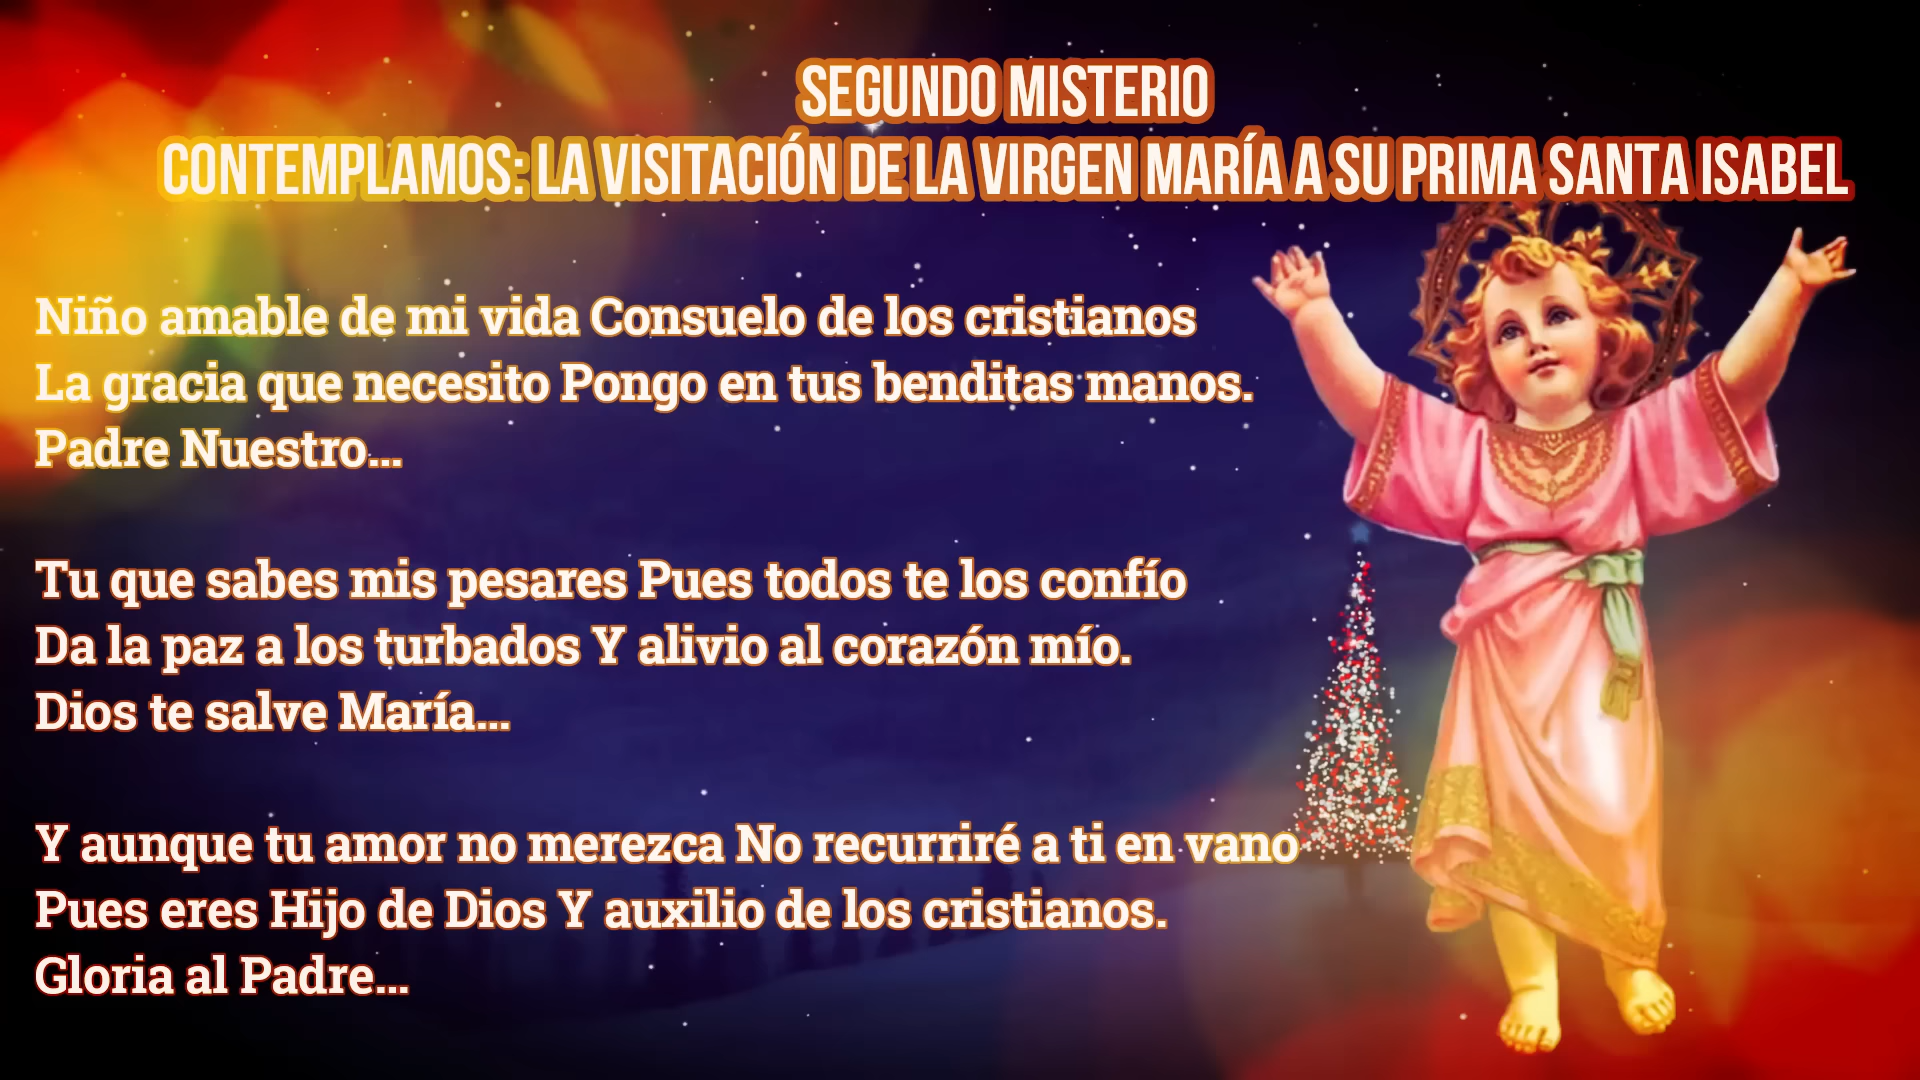 SEGUNDO MISTERIO
CONTEMPLAMOS: LA VISITACIÓN DE LA VIRGEN MARÍA A SU PRIMA SANTA ISABEL
Niño amable de mi vida Consuelo de los cristianos
La gracia que necesito Pongo en tus benditas manos.
Padre Nuestro...
Tu que sabes mis pesares Pues todos te los confío
Da la paz a los turbados Y alivio al corazón mío.
Dios te salve María...
Y aunque tu amor no merezca No recurriré a ti en vano
Pues eres Hijo de Dios Y auxilio de los cristianos.
Gloria al Padre...